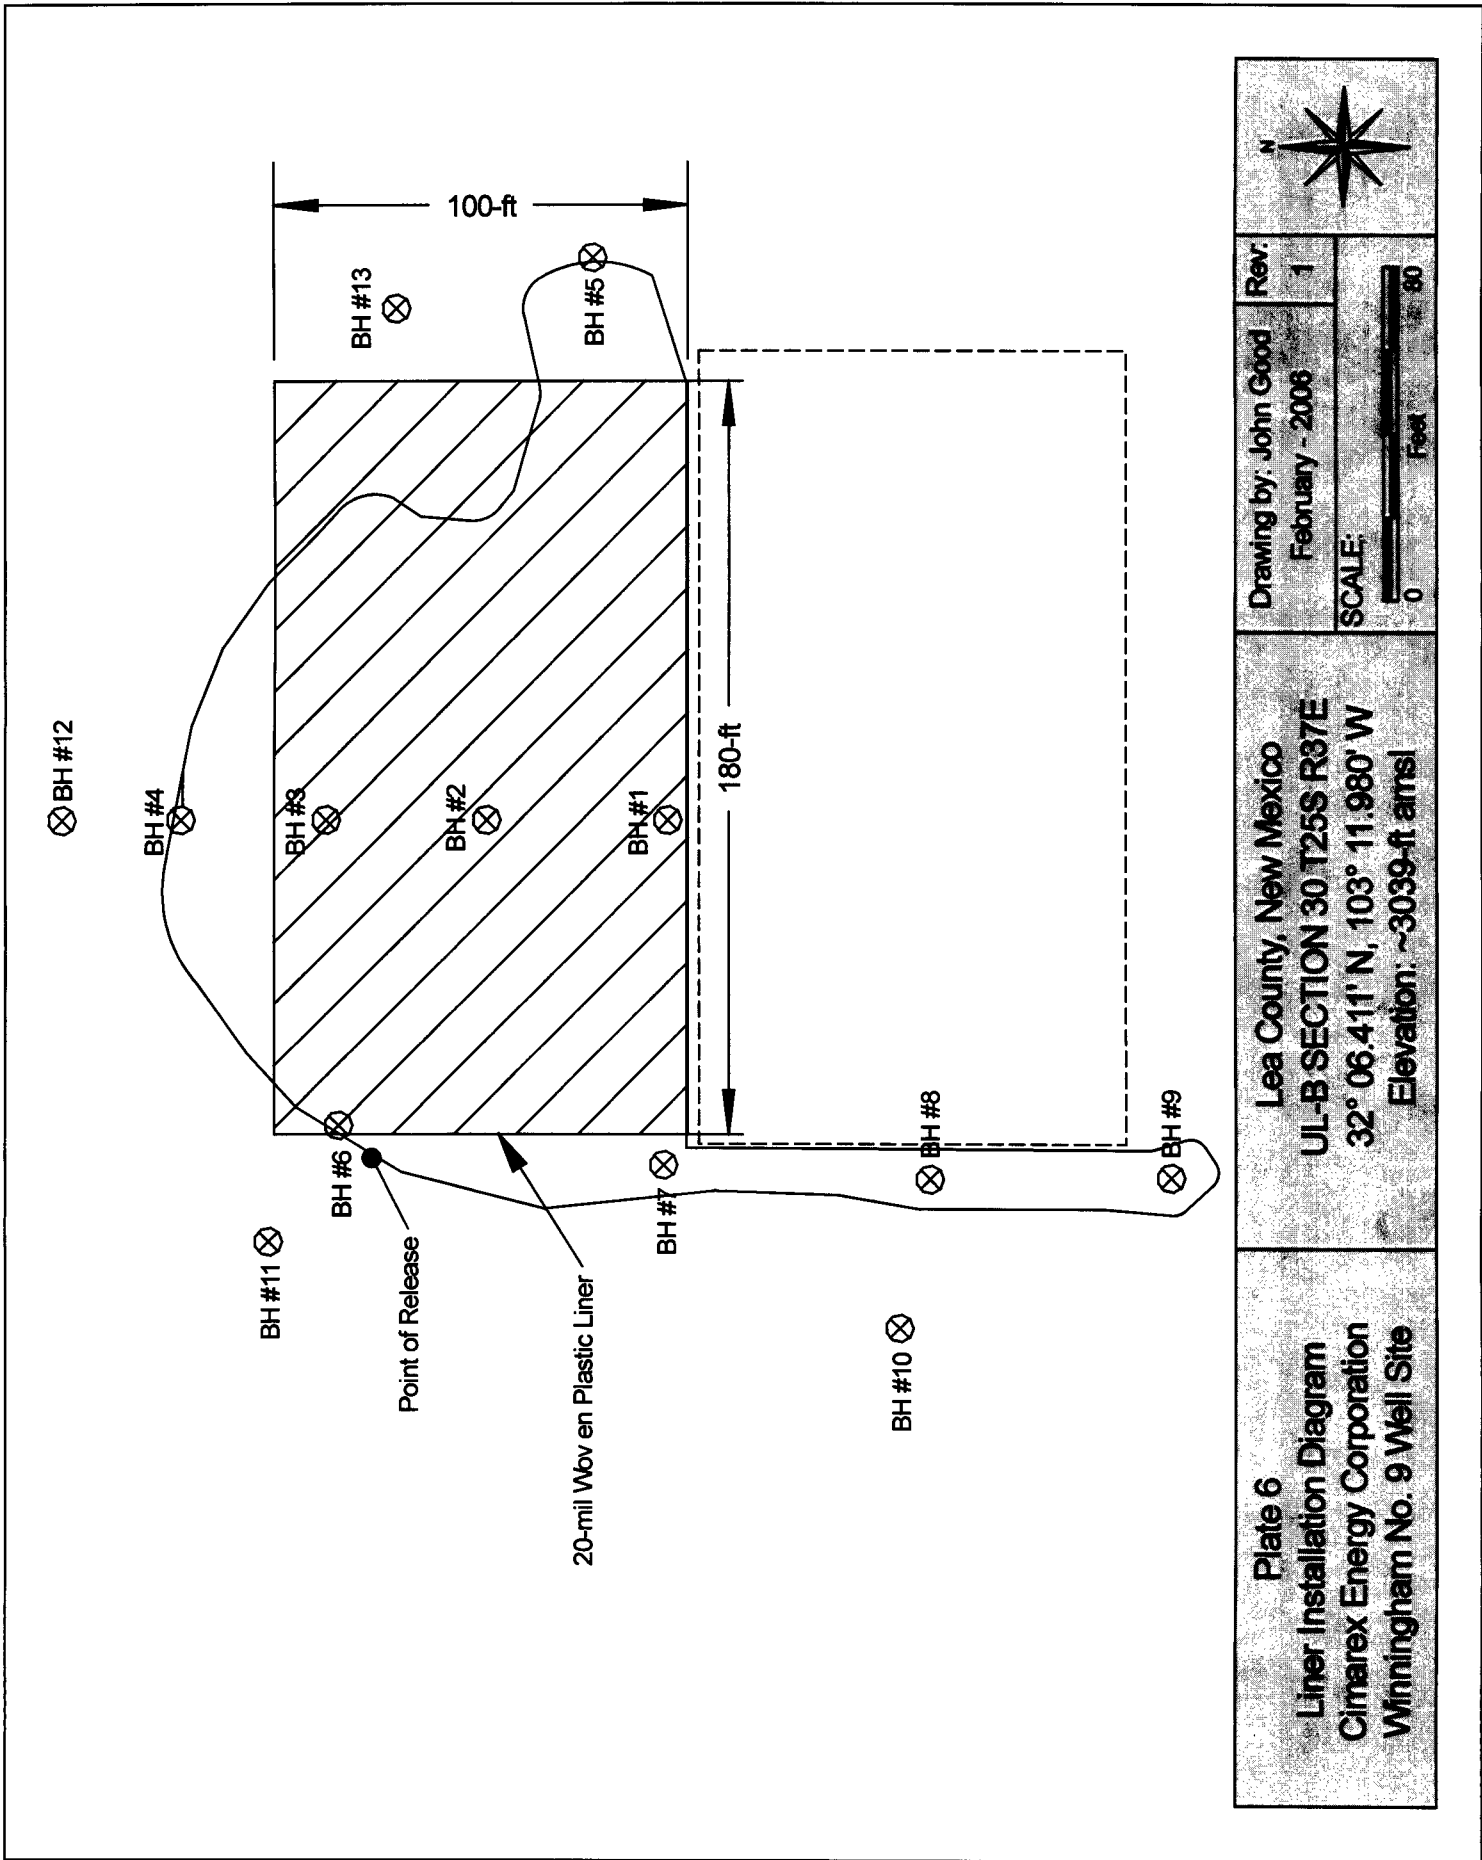 BH #12
BH #4
BH #13
100-ft
BH #3
BH #5
BH #2
BH #11
BH #6
Point of Release
BH #1
BH #7
180-ft
20-mil Wov en Plastic Liner
BH #8
BH #10
BH #9
Plate 6
Liner Installation Diagram
Cimarex Energy Corporation
Winningham No. 9 Well Site
Lea County, New Mexico
UL-B SECTION 30 T25S R37E
32° 06.411' N, 103° 11.980' W
Elevation: ~3039-ft amsl
Drawing by: John Good
February - 2006
Rev:
1
SCALE:
0
80
Feet
N